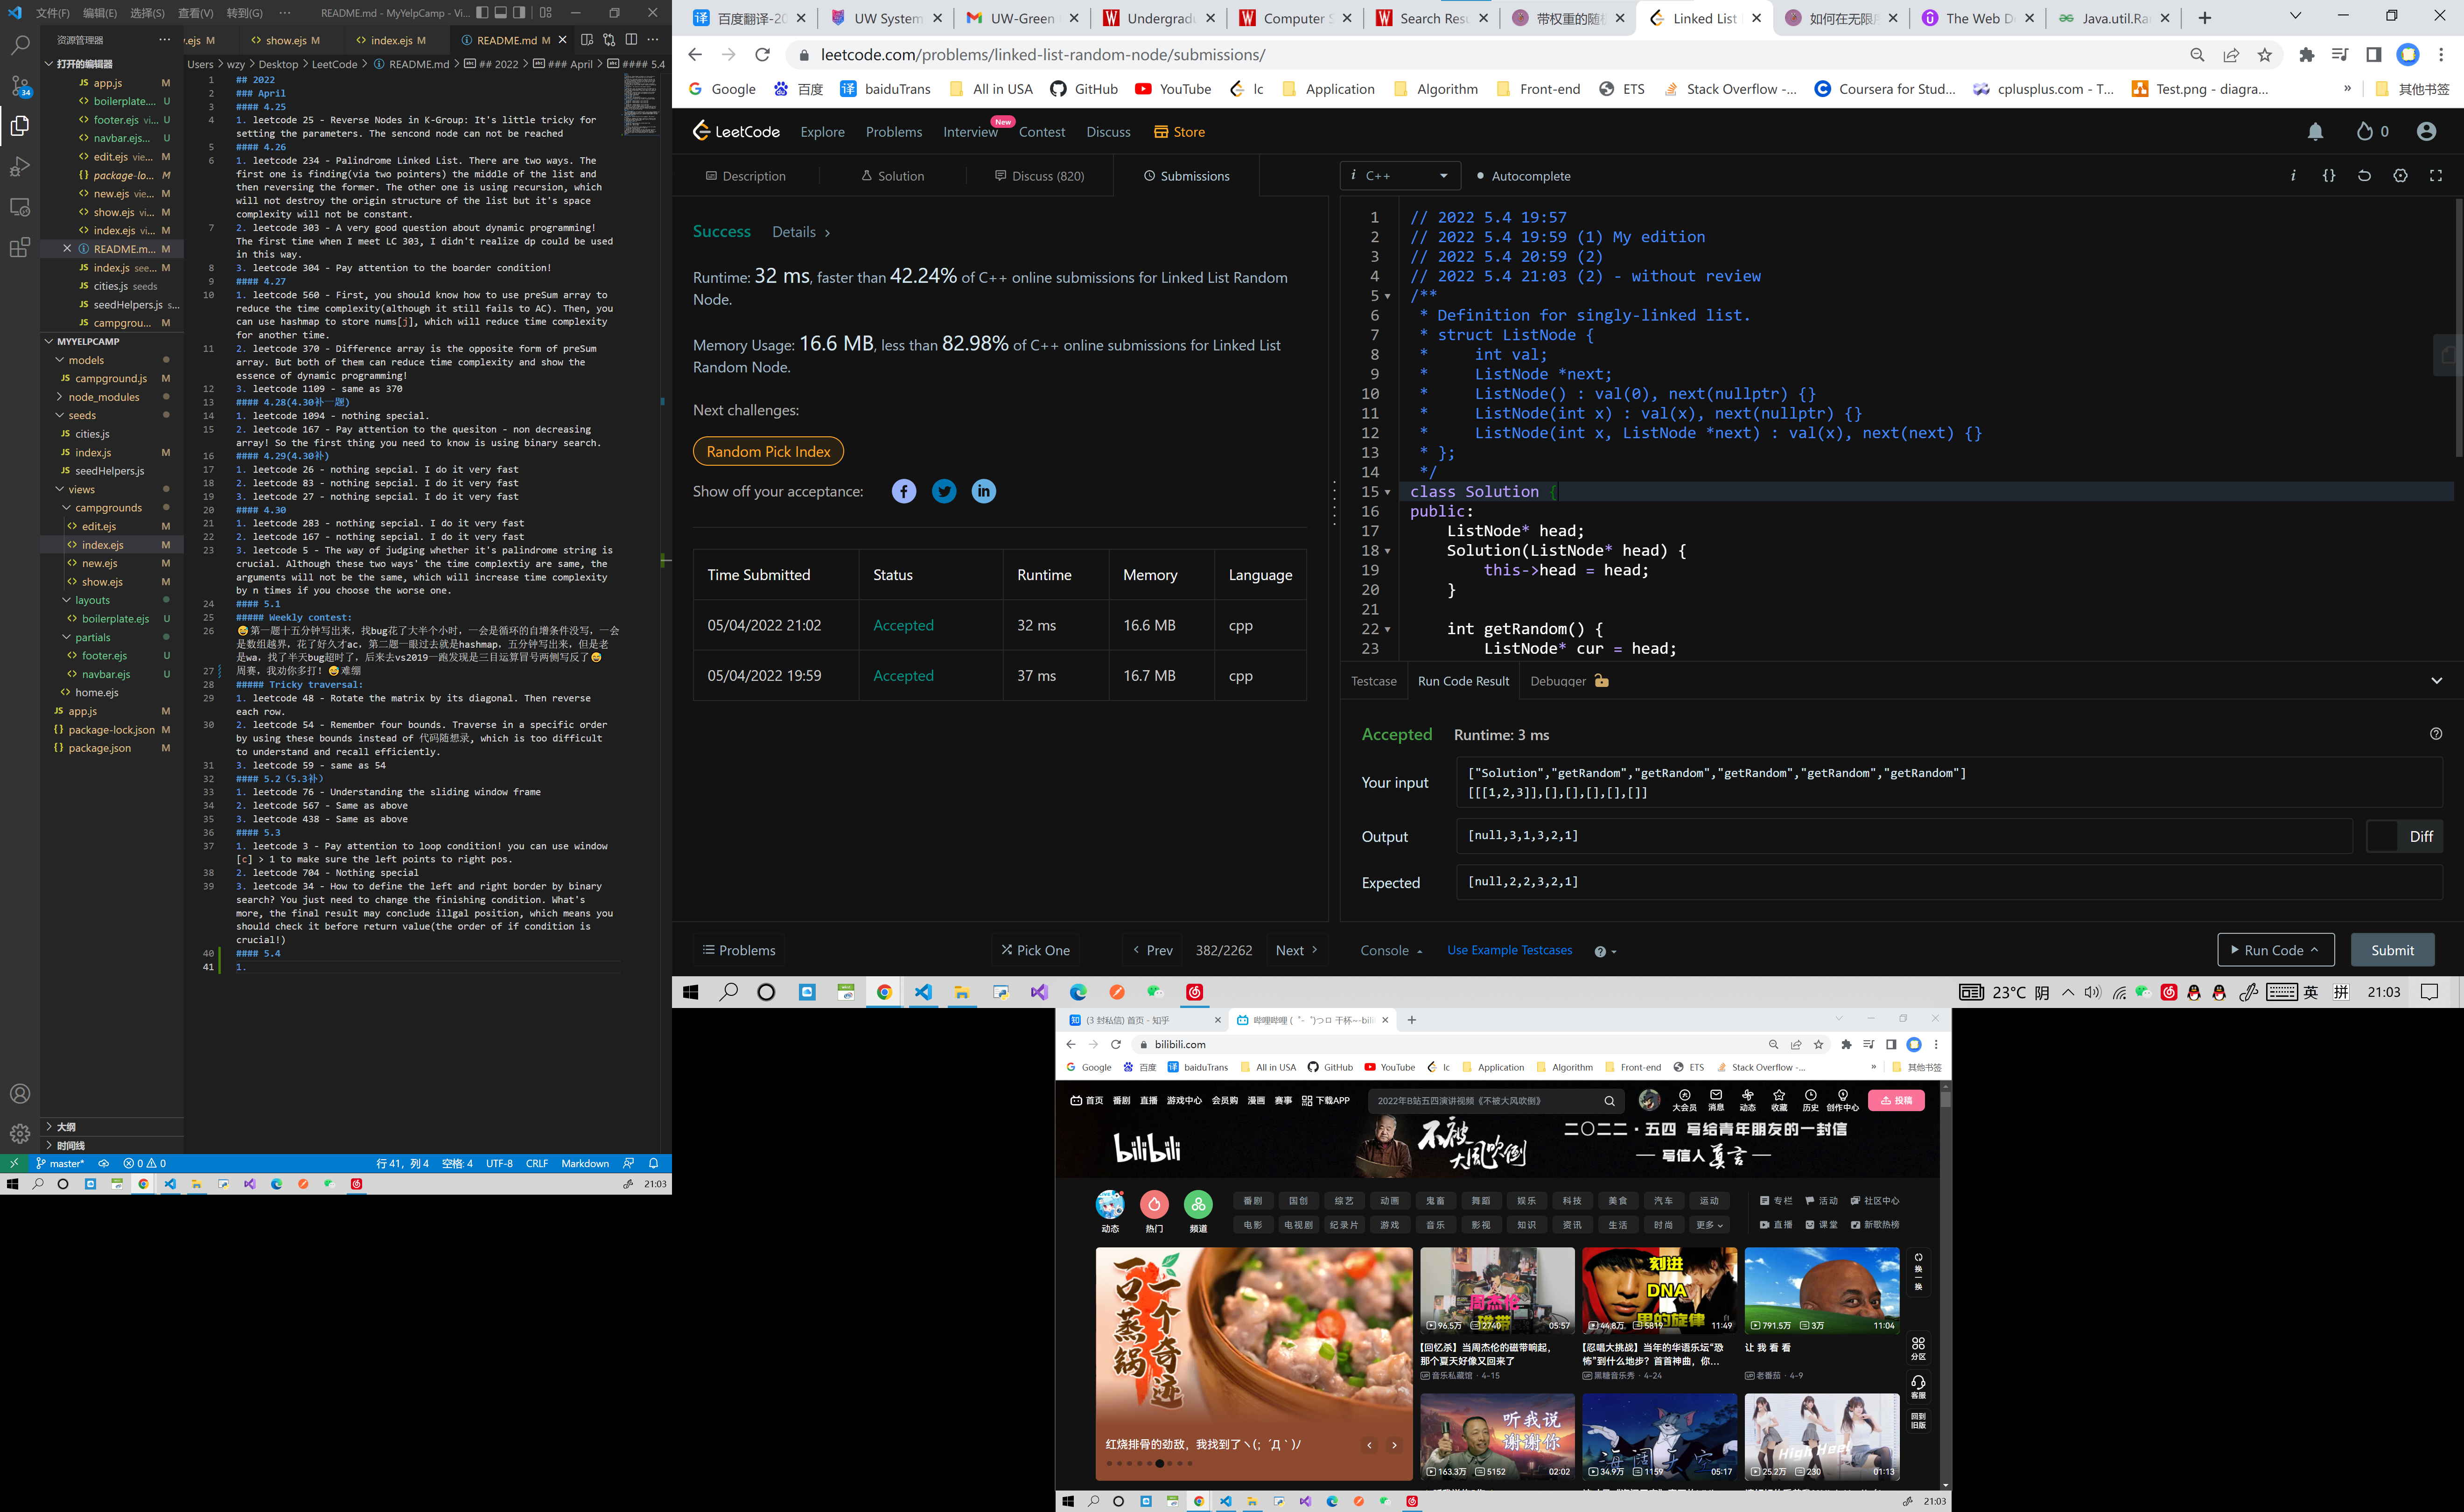 文件(F) 编辑(E) 选择(S) 查看(V) 转到(G) ··· README.md - MyYelpCamp - Vi...
资源管理器 ···
打开的编辑器
JS app.js M
boilerplate.... U
footer.ejs vi... U
navbar.ejs... U
edit.ejs vie... M
package-lo... M
new.ejs vie... M
show.ejs vi... M
index.ejs vi... M
README.m... M
JS index.js see... M
JS cities.js seeds
JS seedHelpers.js s...
JS campgrou... M
MYYELPCAMP
models
JS campground.js M
node_modules
seeds
JS cities.js
JS index.js M
JS seedHelpers.js
views
campgrounds
edit.ejs M
index.ejs M
new.ejs M
show.ejs M
layouts
boilerplate.ejs U
partials
footer.ejs U
navbar.ejs U
home.ejs
JS app.js M
package-lock.json M
package.json M
大纲
时间线
34
v.ejs M show.ejs M index.ejs M README.md M
Users > wzy > Desktop > LeetCode > README.md > ## 2022 > ### April > #### 5.4
1 ## 2022
2 ### April
3 #### 4.25
4 1. leetcode 25 - Reverse Nodes in K-Group: It's little tricky for
setting the parameters. The sencond node can not be reached
5 #### 4.26
6 1. leetcode 234 - Palindrome Linked List. There are two ways. The
first one is finding(via two pointers) the middle of the list and
then reversing the former. The other one is using recursion, which
will not destroy the origin structure of the list but it's space
complexity will not be constant.
7 2. leetcode 303 - A very good question about dynamic programming!
The first time when I meet LC 303, I didn't realize dp could be used
in this way.
8 3. leetcode 304 - Pay attention to the boarder condition!
9 #### 4.27
10 1. leetcode 560 - First, you should know how to use preSum array to
reduce the time complexity(although it still fails to AC). Then, you
can use hashmap to store nums[j], which will reduce time complexity
for another time.
11 2. leetcode 370 - Difference array is the opposite form of preSum
array. But both of them can reduce time complexity and show the
essence of dynamic programming!
12 3. leetcode 1109 - same as 370
13 #### 4.28(4.30补一题)
14 1. leetcode 1094 - nothing special.
15 2. leetcode 167 - Pay attention to the quesiton - non decreasing
array! So the first thing you need to know is using binary search.
16 #### 4.29(4.30补)
17 1. leetcode 26 - nothing sepcial. I do it very fast
18 2. leetcode 83 - nothing sepcial. I do it very fast
19 3. leetcode 27 - nothing sepcial. I do it very fast
20 #### 4.30
21 1. leetcode 283 - nothing sepcial. I do it very fast
22 2. leetcode 167 - nothing sepcial. I do it very fast
23 3. leetcode 5 - The way of judging whether it's palindrome string is
crucial. Although these two ways' the time complextiy are same, the
arguments will not be the same, which will increase time complexity
by n times if you choose the worse one.
24 #### 5.1
25 ##### Weekly contest:
26 😅第一题十五分钟写出来，找bug花了大半个小时，一会是循环的自增条件没写，一会
是数组越界，花了好久才ac，第二题一眼过去就是hashmap，五分钟写出来，但是老
是wa，找了半天bug超时了，后来去vs2019一跑发现是三目运算冒号两侧写反了😅
27 周赛，我劝你多打！😅难绷
28 ##### Tricky traversal:
29 1. leetcode 48 - Rotate the matrix by its diagonal. Then reverse
each row.
30 2. leetcode 54 - Remember four bounds. Traverse in a specific order
by using these bounds instead of 代码随想录, which is too difficult
to understand and recall efficiently.
31 3. leetcode 59 - same as 54
32 #### 5.2（5.3补）
33 1. leetcode 76 - Understanding the sliding window frame
34 2. leetcode 567 - Same as above
35 3. leetcode 438 - Same as above
36 #### 5.3
37 1. leetcode 3 - Pay attention to loop condition! you can use window
[c] > 1 to make sure the left points to right pos.
38 2. leetcode 704 - Nothing special
39 3. leetcode 34 - How to define the left and right border by binary
search? You just need to change the finishing condition. What's
more, the final result may conclude illgal position, which means you
should check it before return value(the order of if condition is
crucial!)
40 #### 5.4
41 1.
master* 0 0 行 41, 列 4 空格: 4 UTF-8 CRLF Markdown
21:03
百度翻译-20 UW System UW-Green Undergradu Computer S Search Resu 带权重的随机 Linked List 如何在无限 The Web D Java.util.Ra
leetcode.com/problems/linked-list-random-node/submissions/
Google 百度 baiduTrans All in USA GitHub YouTube lc Application Algorithm Front-end ETS Stack Overflow -... Coursera for Stud... cplusplus.com - T... Test.png - diagra... » 其他书签
LeetCode Explore Problems Interview New Contest Discuss Store 0
Description Solution Discuss (820) Submissions
Success Details >
Runtime: 32 ms, faster than 42.24% of C++ online submissions for Linked List Random
Node.
Memory Usage: 16.6 MB, less than 82.98% of C++ online submissions for Linked List
Random Node.
Next challenges:
Random Pick Index
Show off your acceptance:
Time Submitted Status Runtime Memory Language
05/04/2022 21:02 Accepted 32 ms 16.6 MB cpp
05/04/2022 19:59 Accepted 37 ms 16.7 MB cpp
Problems Pick One Prev 382/2262 Next
i C++ Autocomplete
1 // 2022 5.4 19:57
2 // 2022 5.4 19:59 (1) My edition
3 // 2022 5.4 20:59 (2)
4 // 2022 5.4 21:03 (2) - without review
5 /**
6 * Definition for singly-linked list.
7 * struct ListNode {
8 * int val;
9 * ListNode *next;
10 * ListNode() : val(0), next(nullptr) {}
11 * ListNode(int x) : val(x), next(nullptr) {}
12 * ListNode(int x, ListNode *next) : val(x), next(next) {}
13 * };
14 */
15 class Solution {
16 public:
17 ListNode* head;
18 Solution(ListNode* head) {
19 this->head = head;
20 }
21
22 int getRandom() {
23 ListNode* cur = head;
Testcase Run Code Result Debugger
Accepted Runtime: 3 ms
Your input
["Solution","getRandom","getRandom","getRandom","getRandom","getRandom"]
[[[1,2,3]],[],[],[],[],[]]
Output [null,3,1,3,2,1] Diff
Expected [null,2,2,3,2,1]
Console Use Example Testcases Run Code Submit
23°C 阴 英 拼 21:03
(3 封私信) 首页 - 知乎 哔哩哔哩 (゜-゜)つロ 干杯~-bili
bilibili.com
Google 百度 baiduTrans All in USA GitHub YouTube lc Application Algorithm Front-end ETS Stack Overflow -... » 其他书签
首页 番剧 直播 游戏中心 会员购 漫画 赛事 下载APP 2022年B站五四演讲视频《不被大风吹倒》 大会员 消息 动态 收藏 历史 创作中心 投稿
bilibili 不被大风吹倒 二〇二二·五四 写给青年朋友的一封信
— 写信人 莫言 —
动态 热门 频道
番剧 国创 综艺 动画 鬼畜 舞蹈 娱乐 科技 美食 汽车 运动 专栏 活动 社区中心
电影 电视剧 纪录片 游戏 音乐 影视 知识 资讯 生活 时尚 更多 直播 课堂 新歌热榜
一个奇迹
一口蒸锅
红烧排骨的劲敌，我找到了ヽ(；´Д｀)ﾉ
周杰伦
磁带
96.5万 2740 05:57
【回忆杀】当周杰伦的磁带响起，
那个夏天好像又回来了
音乐私藏馆 · 4-15
刻进
DNA
里的旋律
44.8万 5819 11:49
【忍唱大挑战】当年的华语乐坛“恐
怖”到什么地步？首首神曲，你...
黑瞳音乐秀 · 4-24
791.5万 3万 11:04
让 我 看 看
老番茄 · 4-9
换一换
分区
客服
回到
旧版
听我说
谢谢你
163.3万 5152 02:02
海阔天空
34.9万 1159 05:17
High Heel
25.2万 230 01:13
21:03